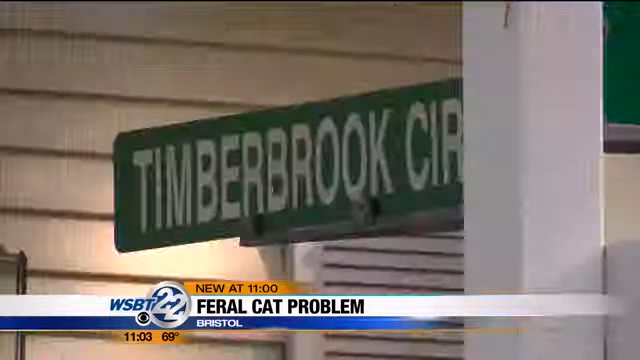 TIMBERBROOK CIR
NEW AT 11:00
WSBT 22
FERAL CAT PROBLEM
BRISTOL
11:03 69°